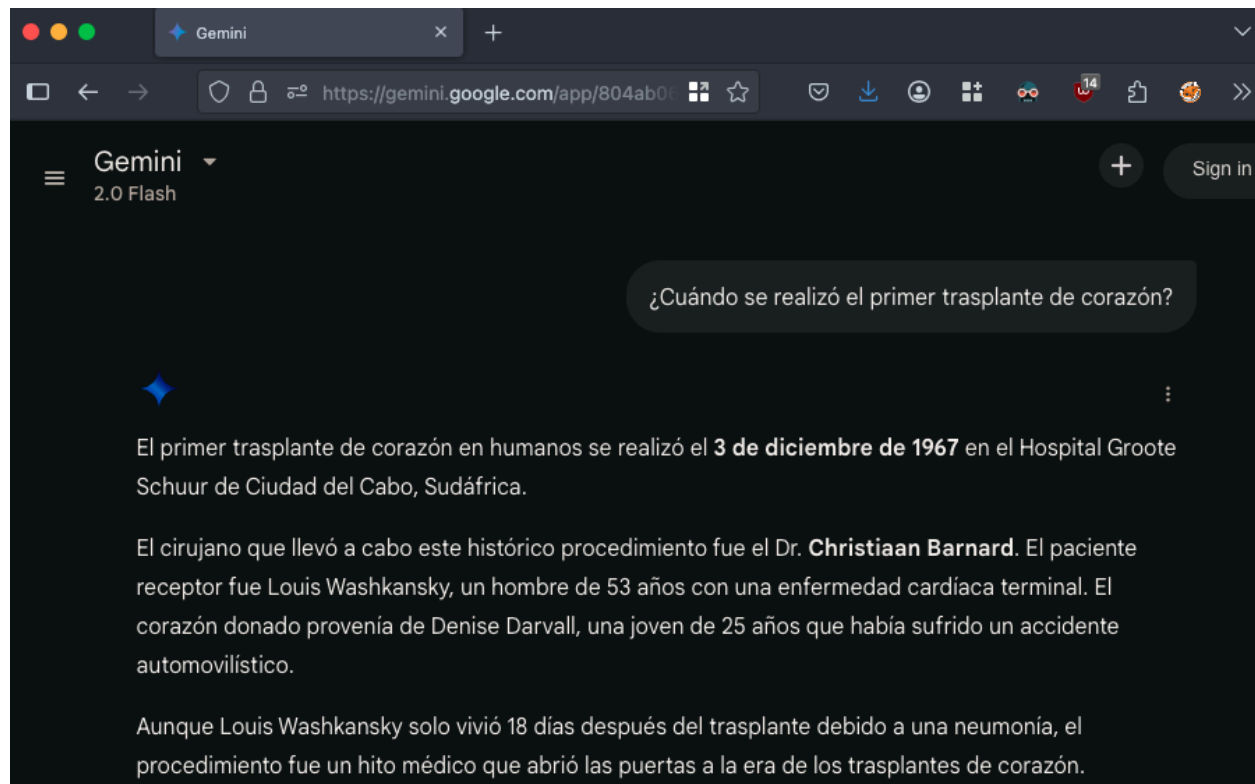 Gemini
https://gemini.google.com/app/804ab06
14
Gemini
2.0 Flash
Sign in
¿Cuándo se realizó el primer trasplante de corazón?
El primer trasplante de corazón en humanos se realizó el 3 de diciembre de 1967 en el Hospital Groote
Schuur de Ciudad del Cabo, Sudáfrica.
El cirujano que llevó a cabo este histórico procedimiento fue el Dr. Christiaan Barnard. El paciente
receptor fue Louis Washkansky, un hombre de 53 años con una enfermedad cardíaca terminal. El
corazón donado provenía de Denise Darvall, una joven de 25 años que había sufrido un accidente
automovilístico.
Aunque Louis Washkansky solo vivió 18 días después del trasplante debido a una neumonía, el
procedimiento fue un hito médico que abrió las puertas a la era de los trasplantes de corazón.